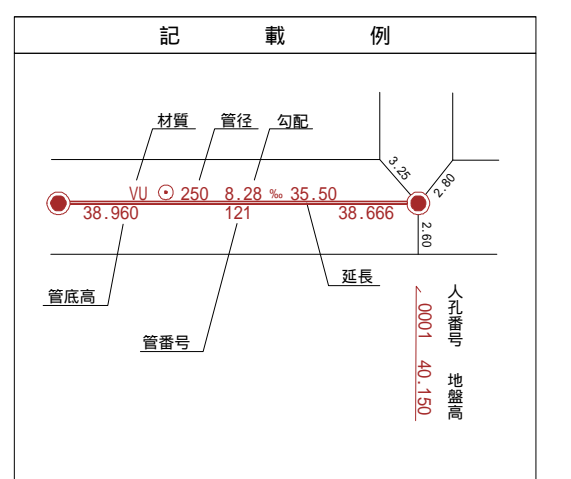 記載例
材質 管径 勾配
3.25
2.80
VU 250 8.28 ‰ 35.50
38.960 121 38.666
2.60
延長
管底高
管番号
人孔番号 地盤高
0001 40.150